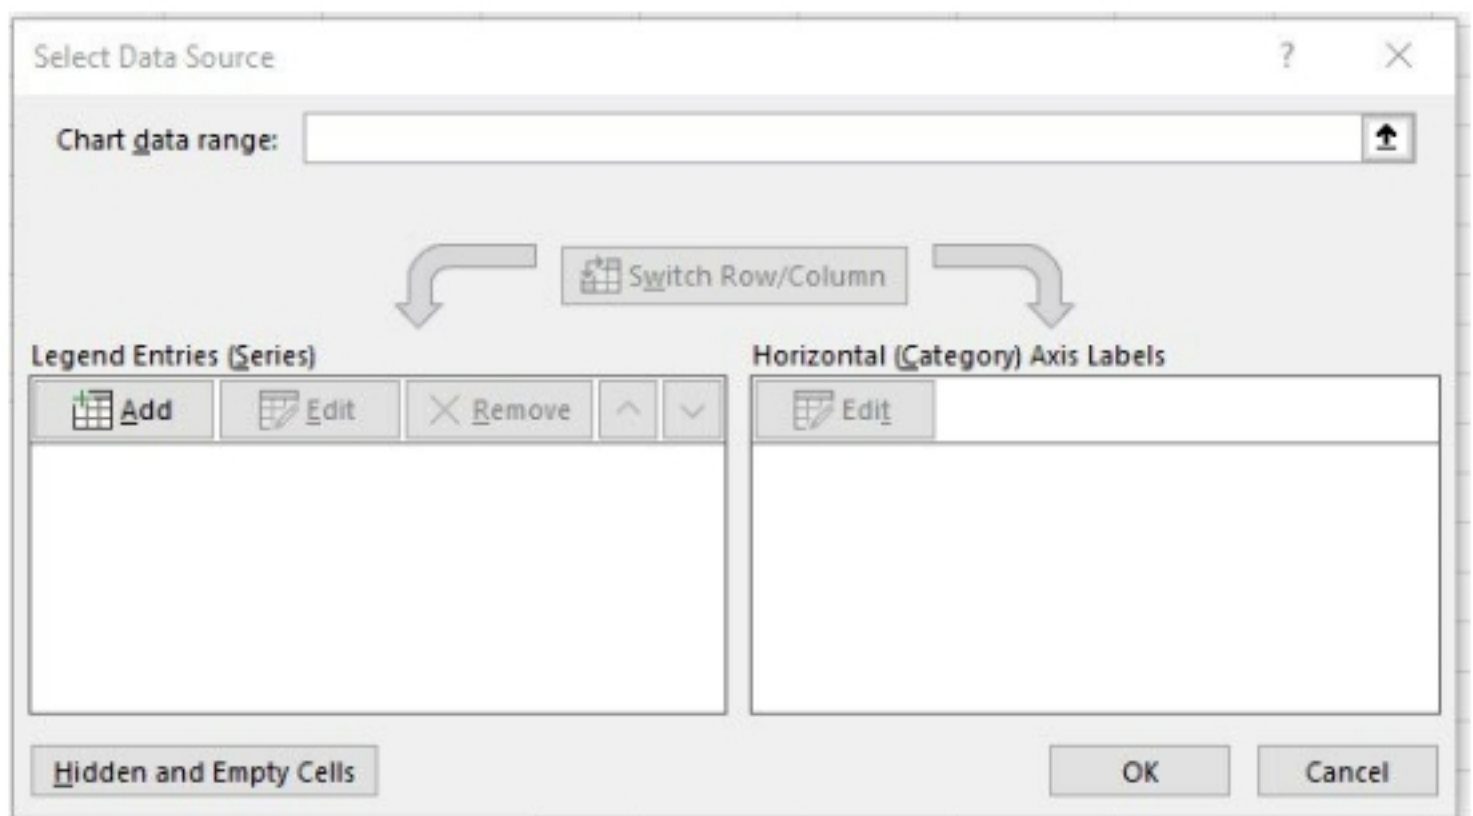 Select Data Source ?
Chart data range:
Switch Row/Column
Legend Entries (Series)
Horizontal (Category) Axis Labels
Add Edit Remove
Edit
Hidden and Empty Cells
OK Cancel